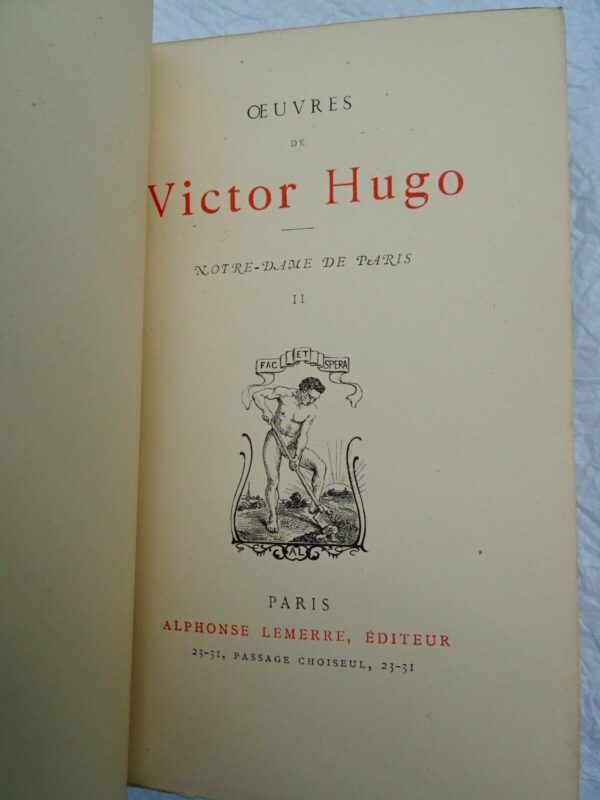 ŒUVRES
DE
Victor Hugo
NOTRE-DAME DE PARIS
II
FAC ET SPERA
AL
PARIS
ALPHONSE LEMERRE, ÉDITEUR
23-31, PASSAGE CHOISEUL, 23-31